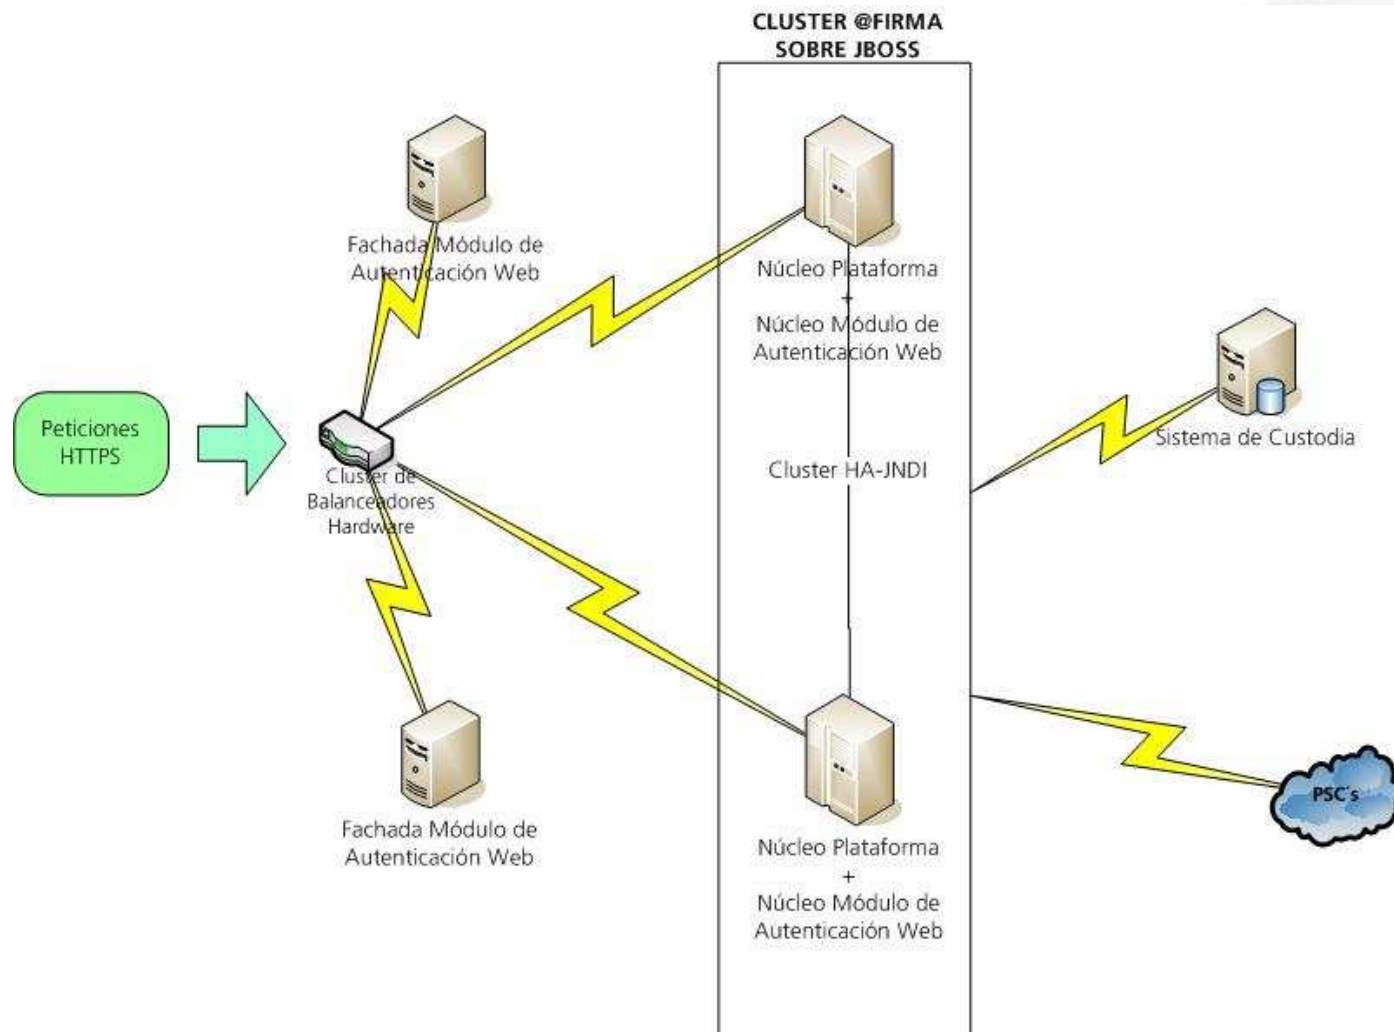 CLUSTER @FIRMA
SOBRE JBOSS
Fachada Módulo de
Autenticación Web
Núcleo Plataforma
+
Núcleo Módulo de
Autenticación Web
Peticiones
HTTPS
Cluster de
Balanceadores
Hardware
Cluster HA-JNDI
Sistema de Custodia
PSC's
Fachada Módulo de
Autenticación Web
Núcleo Plataforma
+
Núcleo Módulo de
Autenticación Web